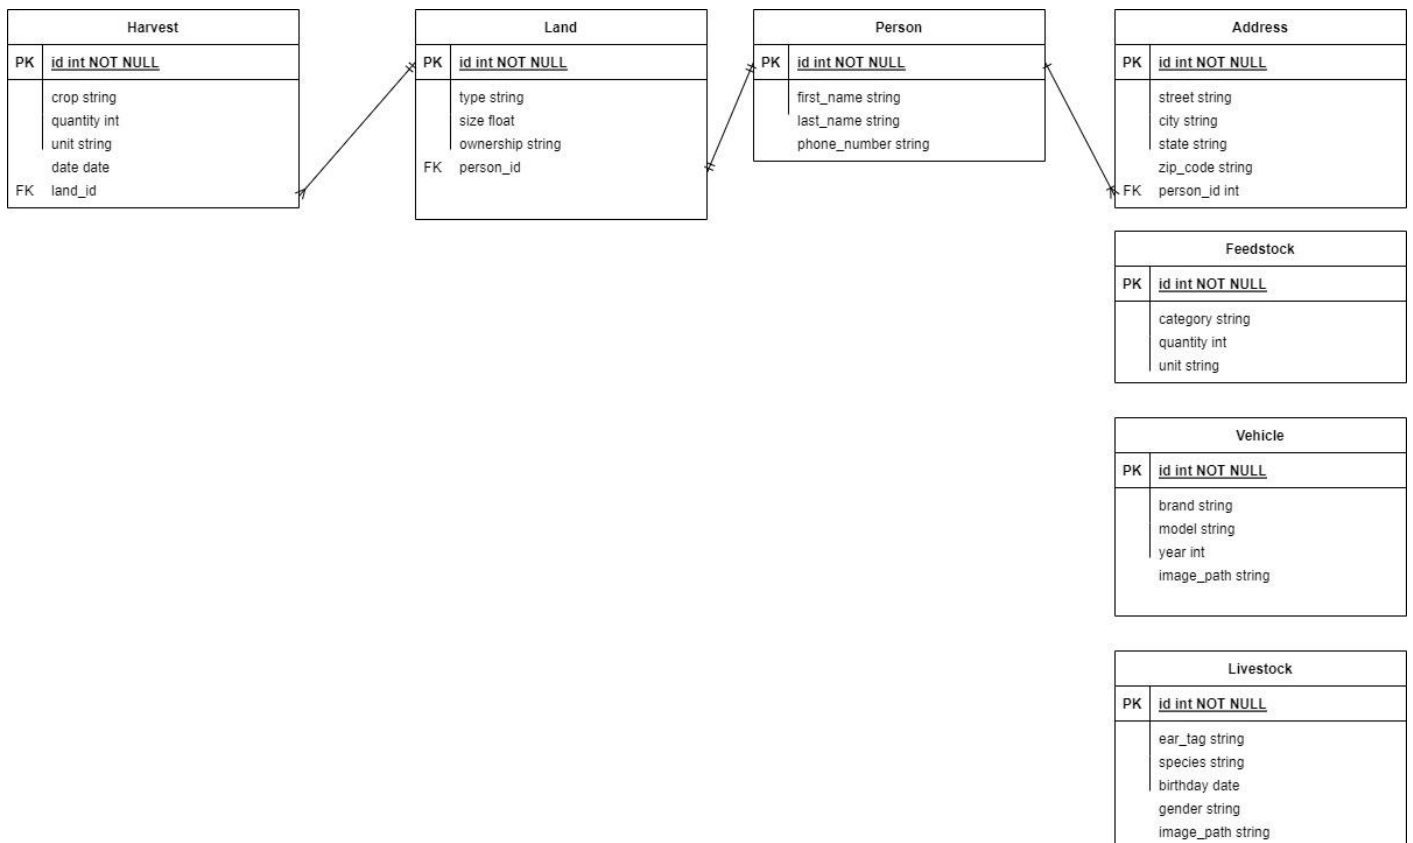 Harvest
PK id int NOT NULL
crop string
quantity int
unit string
date date
FK land_id
Land
PK id int NOT NULL
type string
size float
ownership string
FK person_id
Person
PK id int NOT NULL
first_name string
last_name string
phone_number string
Address
PK id int NOT NULL
street string
city string
state string
zip_code string
FK person_id int
Feedstock
PK id int NOT NULL
category string
quantity int
unit string
Vehicle
PK id int NOT NULL
brand string
model string
year int
image_path string
Livestock
PK id int NOT NULL
ear_tag string
species string
birthday date
gender string
image_path string